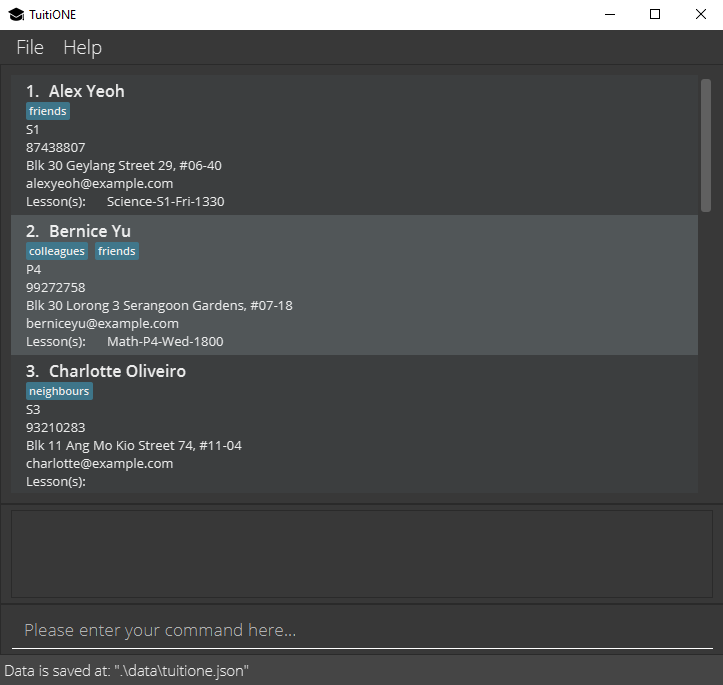 TuitiONE
File Help
1. Alex Yeoh
friends
S1
87438807
Blk 30 Geylang Street 29, #06-40
alexyeoh@example.com
Lesson(s): Science-S1-Fri-1330
2. Bernice Yu
colleagues friends
P4
99272758
Blk 30 Lorong 3 Serangoon Gardens, #07-18
berniceyu@example.com
Lesson(s): Math-P4-Wed-1800
3. Charlotte Oliveiro
neighbours
S3
93210283
Blk 11 Ang Mo Kio Street 74, #11-04
charlotte@example.com
Lesson(s):
Please enter your command here...
Data is saved at: ".\data\tuitione.json"